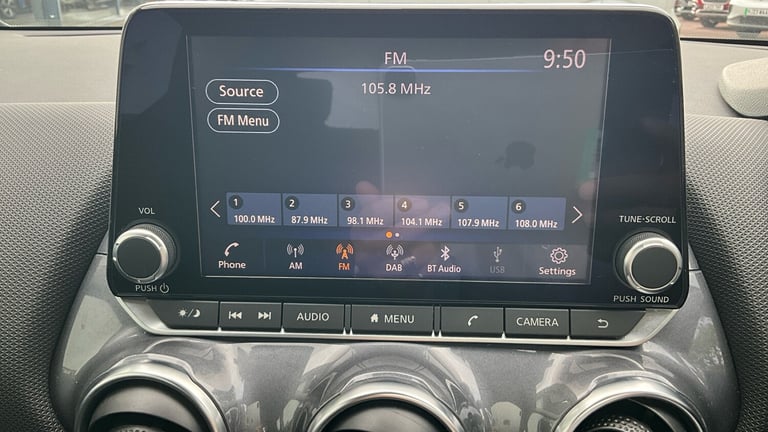 FM 9:50
Source 105.8 MHz
FM Menu
1 2 3 4 5 6
100.0 MHz 87.9 MHz 98.1 MHz 104.1 MHz 107.9 MHz 108.0 MHz
Phone AM FM DAB BT Audio USB Settings
VOL
PUSH
TUNE·SCROLL
PUSH SOUND
AUDIO MENU CAMERA